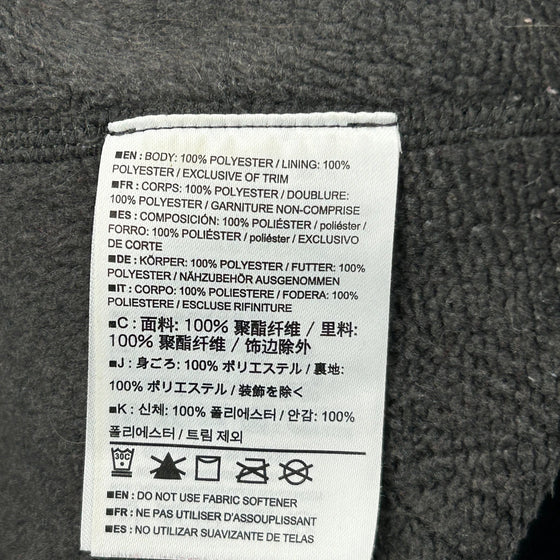 ■EN : BODY: 100% POLYESTER / LINING: 100%
POLYESTER / EXCLUSIVE OF TRIM
■FR : CORPS: 100% POLYESTER / DOUBLURE:
100% POLYESTER / GARNITURE NON-COMPRISE
■ES : COMPOSICIÓN: 100% POLIÉSTER / poliéster /
FORRO: 100% POLIÉSTER / poliéster / EXCLUSIVO
DE CORTE
■DE : KÖRPER: 100% POLYESTER / FUTTER: 100%
POLYESTER / NÄHZUBEHÖR AUSGENOMMEN
■IT : CORPO: 100% POLIESTERE / FODERA: 100%
POLIESTERE / ESCLUSE RIFINITURE
■C : 面料: 100% 聚酯纤维 / 里料:
100% 聚酯纤维 / 饰边除外
■J : 身ごろ: 100% ポリエステル / 裏地:
100% ポリエステル / 装飾を除く
■K : 신체: 100% 폴리에스터 / 안감: 100%
폴리에스터 / 트림 제외
30C
■EN : DO NOT USE FABRIC SOFTENER
■FR : NE PAS UTILISER D'ASSOUPLISSANT
■ES : NO UTILIZAR SUAVIZANTE DE TELAS